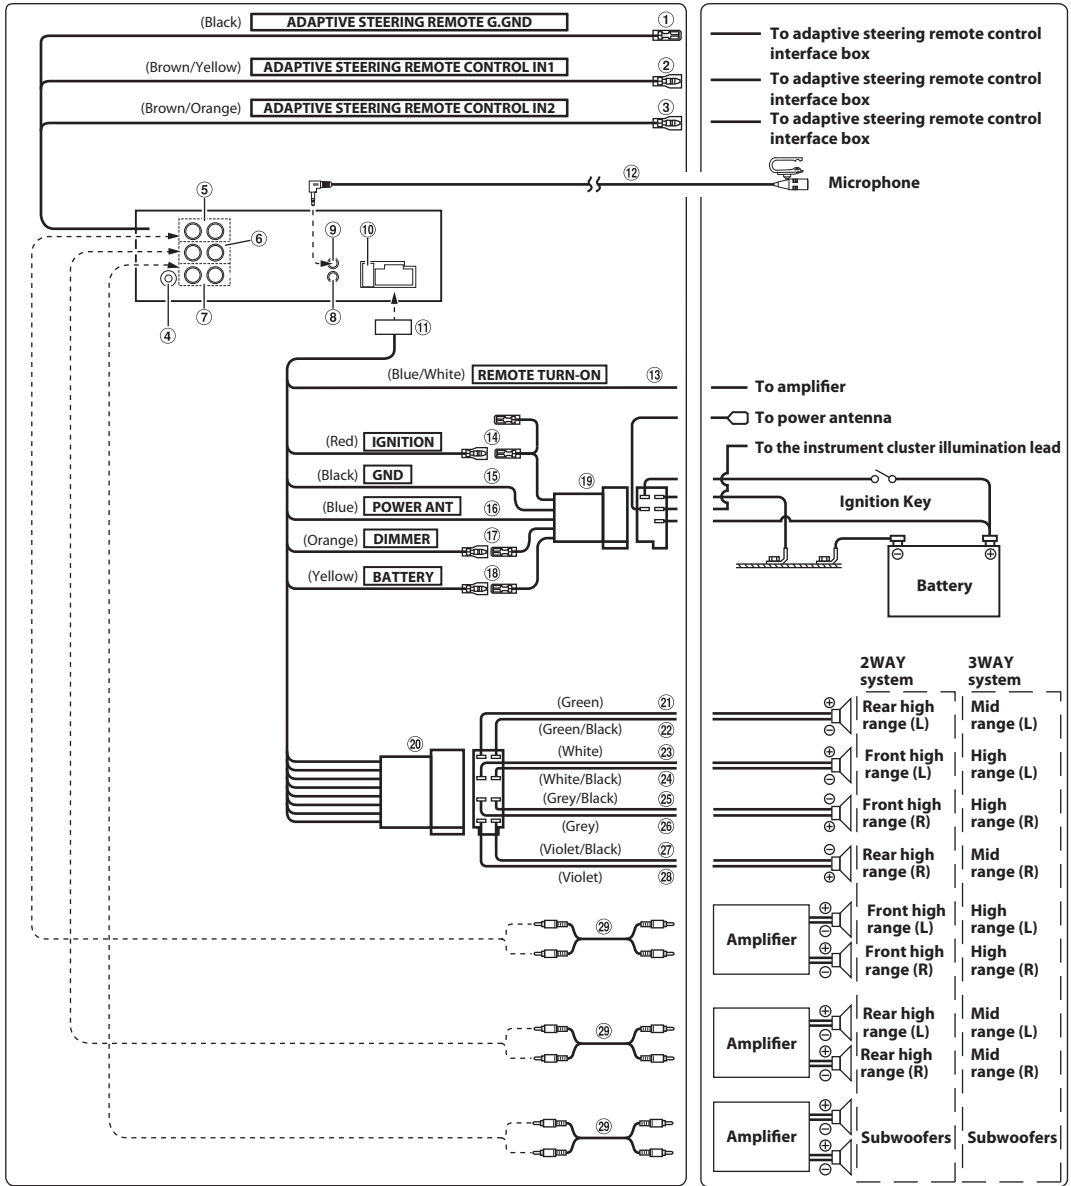 (Black) ADAPTIVE STEERING REMOTE G.GND ①
To adaptive steering remote control
interface box
(Brown/Yellow) ADAPTIVE STEERING REMOTE CONTROL IN1 ②
To adaptive steering remote control
interface box
(Brown/Orange) ADAPTIVE STEERING REMOTE CONTROL IN2 ③
To adaptive steering remote control
interface box
⑫
Microphone
⑤
⑥
⑨
⑩
④
⑦
⑧
⑪
(Blue/White) REMOTE TURN-ON ⑬
To amplifier
To power antenna
To the instrument cluster illumination lead
(Red) IGNITION ⑭
(Black) GND ⑮
(Blue) POWER ANT ⑯
(Orange) DIMMER ⑰
(Yellow) BATTERY ⑱
⑲
Ignition Key
⊖ ⊕
Battery
2WAY
system
3WAY
system
⑳
(Green) ㉑
(Green/Black) ㉒
⊕
⊖
Rear high
range (L)
Mid
range (L)
(White) ㉓
(White/Black) ㉔
⊕
⊖
Front high
range (L)
High
range (L)
(Grey/Black) ㉕
(Grey) ㉖
⊖
⊕
Front high
range (R)
High
range (R)
(Violet/Black) ㉗
(Violet) ㉘
⊖
⊕
Rear high
range (R)
Mid
range (R)
㉙
Amplifier
⊕
⊖
Front high
range (L)
High
range (L)
⊕
⊖
Front high
range (R)
High
range (R)
㉙
Amplifier
⊕
⊖
Rear high
range (L)
Mid
range (L)
⊕
⊖
Rear high
range (R)
Mid
range (R)
㉙
Amplifier
⊕
⊖
⊕
⊖
Subwoofers
Subwoofers